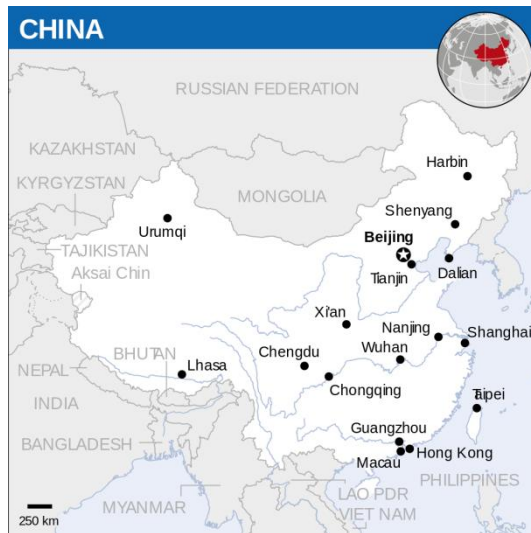 CHINA
RUSSIAN FEDERATION
KAZAKHSTAN
Harbin
KYRGYZSTAN
MONGOLIA
Shenyang
Urumqi
Beijing
TAJIKISTAN
Aksai Chin
Tianjin
Dalian
Xi'an
Nanjing
Shanghai
Wuhan
Chengdu
BHUTAN
Lhasa
NEPAL
Chongqing
Taipei
INDIA
Guangzhou
BANGLADESH
Hong Kong
Macau
PHILIPPINES
LAO PDR
MYANMAR
VIET NAM
250 km